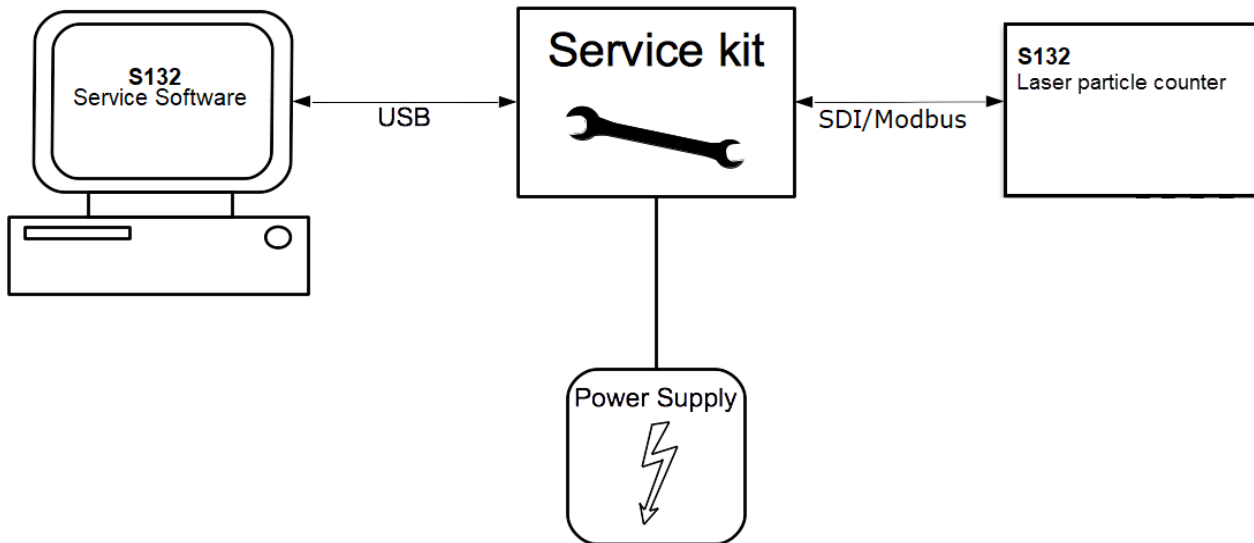 S132
Service Software
USB
Service kit
SDI/Modbus
S132
Laser particle counter
Power Supply